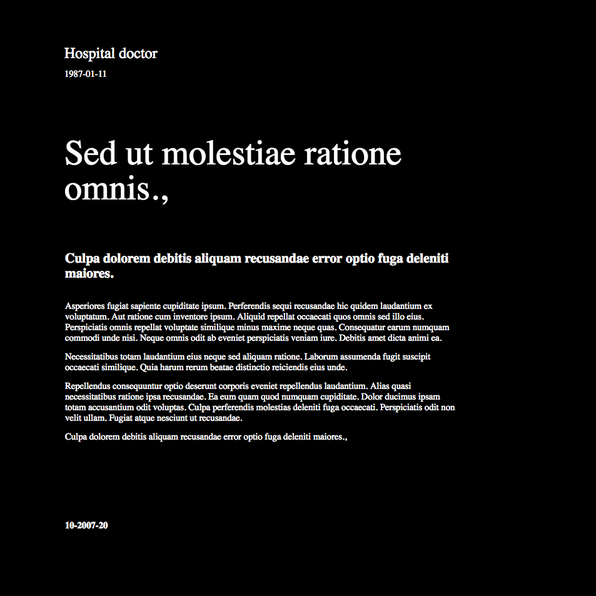 Hospital doctor
1987-01-11
Sed ut molestiae ratione
omnis.,
Culpa dolorem debitis aliquam recusandae error optio fuga deleniti
maiores.
Asperiores fugiat sapiente cupiditate ipsum. Perferendis sequi recusandae hic quidem laudantium ex
voluptatum. Aut ratione cum inventore ipsum. Aliquid repellat occaecati quos omnis sed illo eius.
Perspiciatis omnis repellat voluptate similique minus maxime neque quas. Consequatur earum numquam
commodi unde nisi. Neque omnis odit ab eveniet perspiciatis veniam iure. Debitis amet dicta animi ea.
Necessitatibus totam laudantium eius neque sed aliquam ratione. Laborum assumenda fugit suscipit
occaecati similique. Quia harum rerum beatae distinctio reiciendis eius unde.
Repellendus consequuntur optio deserunt corporis eveniet repellendus laudantium. Alias quasi
necessitatibus ratione ipsa recusandae. Ea eum quam quod numquam cupiditate. Dolor ducimus ipsam
totam accusantium odit voluptas. Culpa perferendis molestias deleniti fuga occaecati. Perspiciatis odit non
velit ullam. Fugiat atque nesciunt ut recusandae.
Culpa dolorem debitis aliquam recusandae error optio fuga deleniti maiores.,
10-2007-20